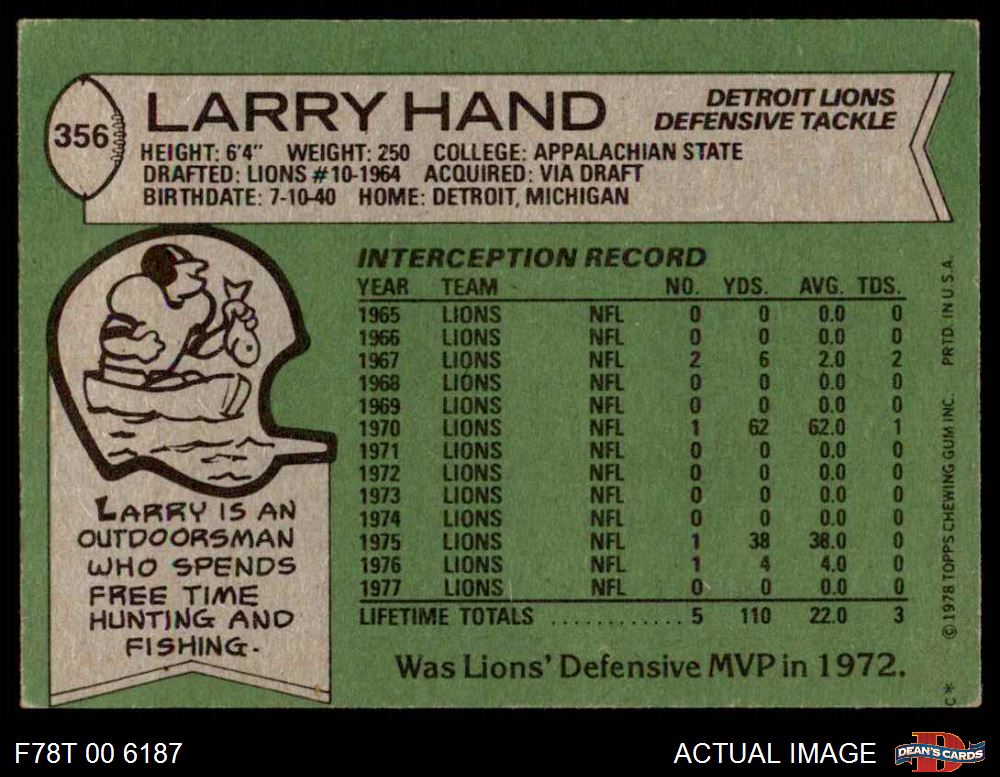 356
LARRY HAND
DETROIT LIONS
DEFENSIVE TACKLE
HEIGHT: 6'4" WEIGHT: 250 COLLEGE: APPALACHIAN STATE
DRAFTED: LIONS #10-1964 ACQUIRED: VIA DRAFT
BIRTHDATE: 7-10-40 HOME: DETROIT, MICHIGAN
INTERCEPTION RECORD
YEAR TEAM NO. YDS. AVG. TDS.
1965 LIONS NFL 0 0 0.0 0
1966 LIONS NFL 0 0 0.0 0
1967 LIONS NFL 2 6 2.0 2
1968 LIONS NFL 0 0 0.0 0
1969 LIONS NFL 0 0 0.0 0
1970 LIONS NFL 1 62 62.0 1
1971 LIONS NFL 0 0 0.0 0
1972 LIONS NFL 0 0 0.0 0
1973 LIONS NFL 0 0 0.0 0
1974 LIONS NFL 0 0 0.0 0
1975 LIONS NFL 1 38 38.0 0
1976 LIONS NFL 1 4 4.0 0
1977 LIONS NFL 0 0 0.0 0
LIFETIME TOTALS ............ 5 110 22.0 3
Was Lions' Defensive MVP in 1972.
LARRY IS AN
OUTDOORSMAN
WHO SPENDS
FREE TIME
HUNTING AND
FISHING.
C* © 1978 TOPPS CHEWING GUM INC. PRTD. IN U.S.A.
F78T 00 6187
ACTUAL IMAGE
D
DEAN'S CARDS